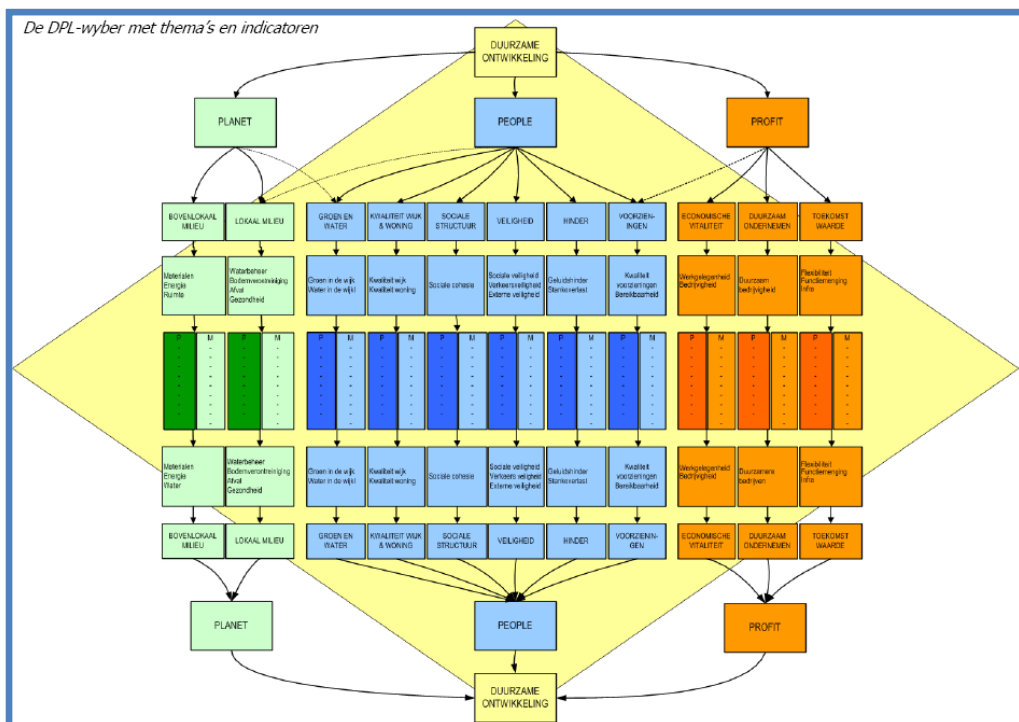 De DPL-wyber met thema's en indicatoren
DUURZAME
ONTWIKKELING
PLANET
PEOPLE
PROFIT
BOVENLOKAAL
MILIEU
LOKAAL MILIEU
GROEN EN
WATER
KWALITEIT WIJK
& WONING
SOCIALE
STRUCTUUR
VEILIGHEID
HINDER
VOORZIEN-
INGEN
ECONOMISCHE
VITALITEIT
DUURZAAM
ONDERNEMEN
TOEKOMST
WAARDE
Materialen
Energie
Ruimte
Waterbeheer
Bodemverontreiniging
Afval
Gezondheid
Groen in de wijk
Water in de wijkl
Kwaliteit wijk
Kwaliteit woning
Sociale cohesie
Sociale veiligheid
Verkeersveiligheid
Externe veiligheid
Geluidshinder
Stankoverlast
Kwaliteit
voorzieningen
Bereikbaarheid
Werkgelegenheid
Bedrijvigheid
Duurzaem
bedrijvigheid
Flexibiliteit
Functiemenging
Infra
P M
P M
P M
P M
P M
P M
P M
P M
P M
P M
P M
Materialen
Energie
Water
Waterbeheer
Bodemverontreiniging
Afval
Gezondheid
Groen in de wijk
Water in de wijkl
Kwaliteit wijk
Kwaliteit woning
Sociale cohesie
Sociale veiligheid
Verkeers veigheid
Externe veiligheid
Geluidshinder
Stankoverlast
Kwaliteit
voorzieningen
Bereikbaarheid
Werkgelegenheid
Bedrijvigheid
Duurzamere
bedrijven
Flexibiliteit
Functiemenging
Infra
BOVENLOKAAL
MILIEU
LOKAAL MILIEU
GROEN EN
WATER
KWALITEIT WIJK
& WONING
SOCIALE
STRUCTUUR
VEILIGHEID
HINDER
VOORZIENIN-
GEN
ECONOMISCHE
VITALITEIT
DUURZAAM
ONDERNEMEN
TOEKOMST
WAARDE
PLANET
PEOPLE
PROFIT
DUURZAME
ONTWIKKELING